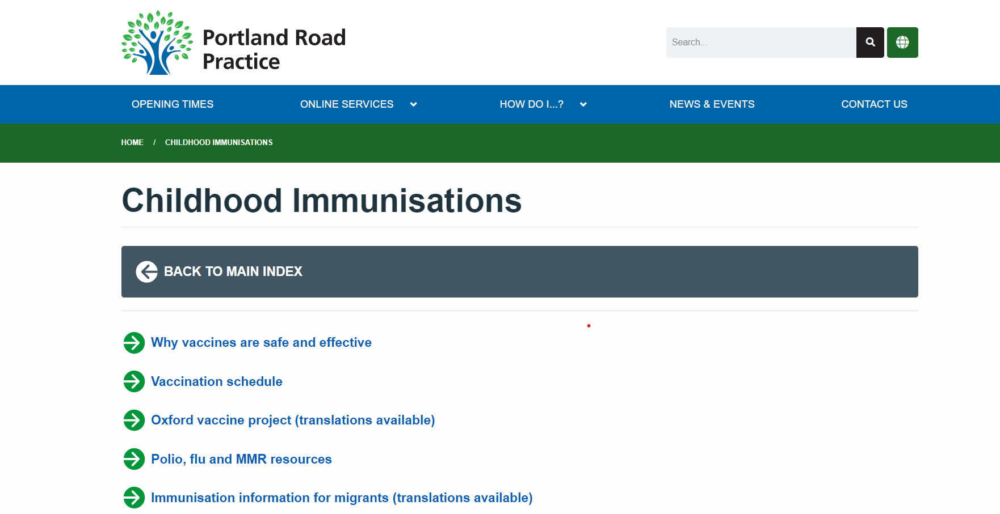 Portland Road
Practice
Search...
OPENING TIMES
ONLINE SERVICES
HOW DO I...?
NEWS & EVENTS
CONTACT US
HOME / CHILDHOOD IMMUNISATIONS
Childhood Immunisations
BACK TO MAIN INDEX
Why vaccines are safe and effective
Vaccination schedule
Oxford vaccine project (translations available)
Polio, flu and MMR resources
Immunisation information for migrants (translations available)